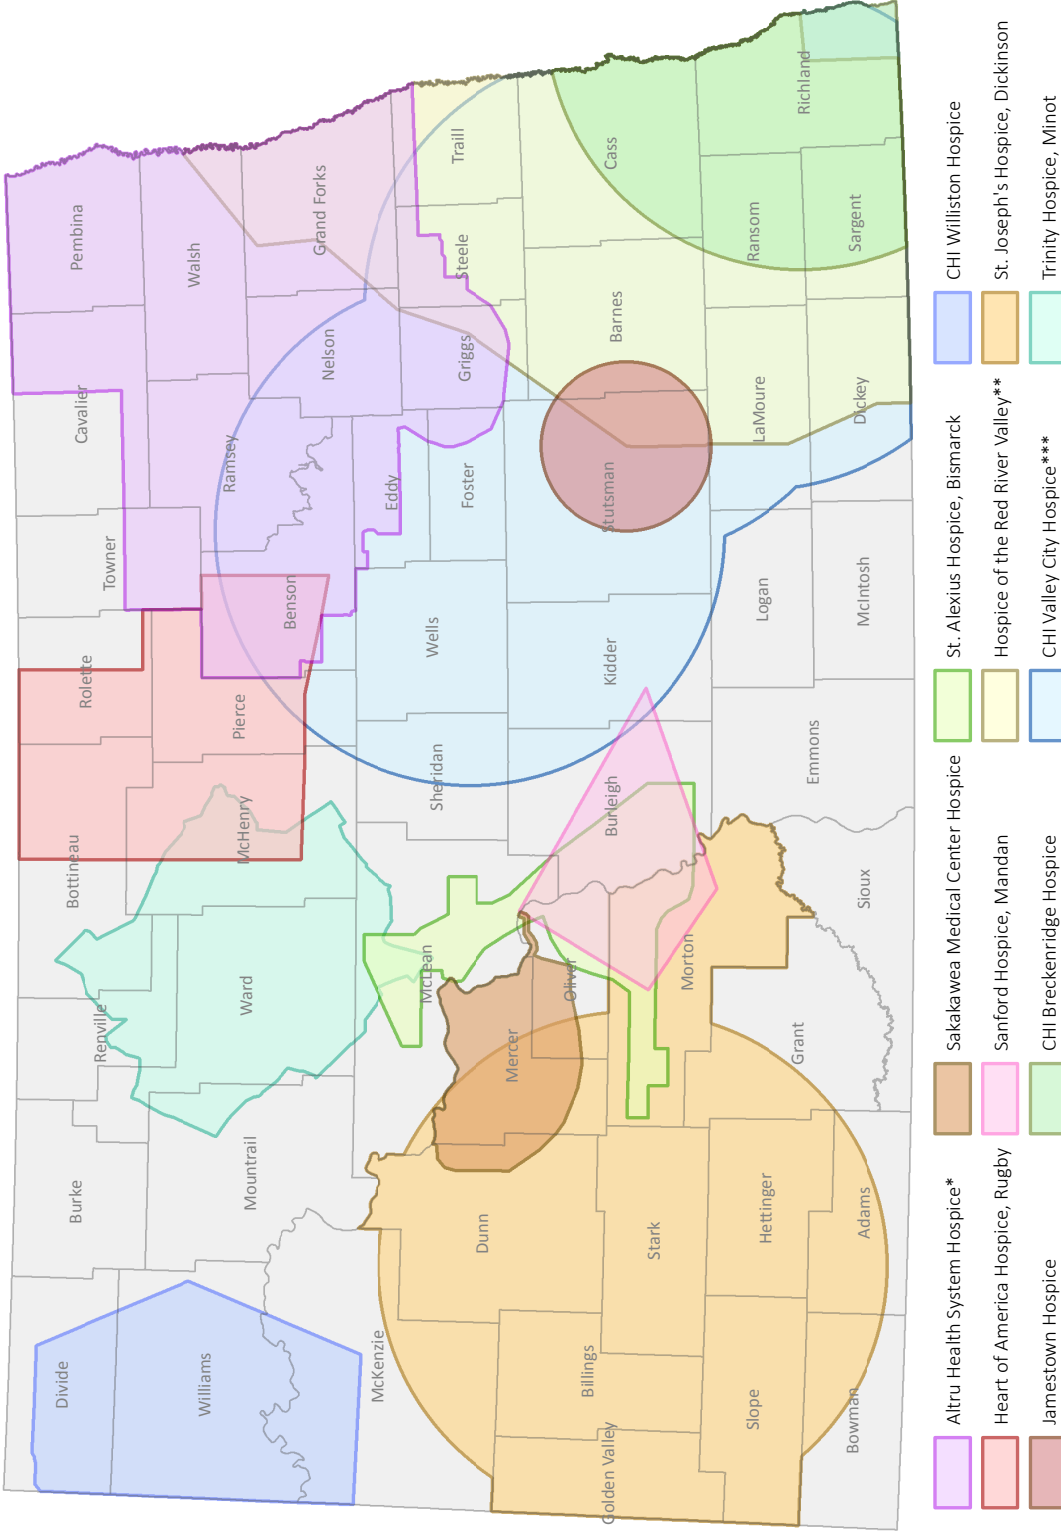 Divide
Burke
Bottineau
Rolette
Towner
Cavalier
Pembina
Renville
Williams
Mountrail
Ward
McHenry
Pierce
Benson
Ramsey
Walsh
Nelson
Grand Forks
McKenzie
Dunn
Mercer
McLean
Sheridan
Wells
Eddy
Foster
Griggs
Steele
Traill
Golden Valley
Billings
Stark
Oliver
Morton
Burleigh
Kidder
Stutsman
Barnes
Cass
Slope
Hettinger
Grant
Emmons
Logan
LaMoure
Ransom
Richland
Bowman
Adams
Sioux
McIntosh
Dickey
Sargent
Altru Health System Hospice*
Sakakawea Medical Center Hospice
St. Alexius Hospice, Bismarck
CHI Williston Hospice
Heart of America Hospice, Rugby
Sanford Hospice, Mandan
Hospice of the Red River Valley**
St. Joseph's Hospice, Dickinson
Jamestown Hospice
CHI Breckenridge Hospice
CHI Valley City Hospice***
Trinity Hospice, Minot